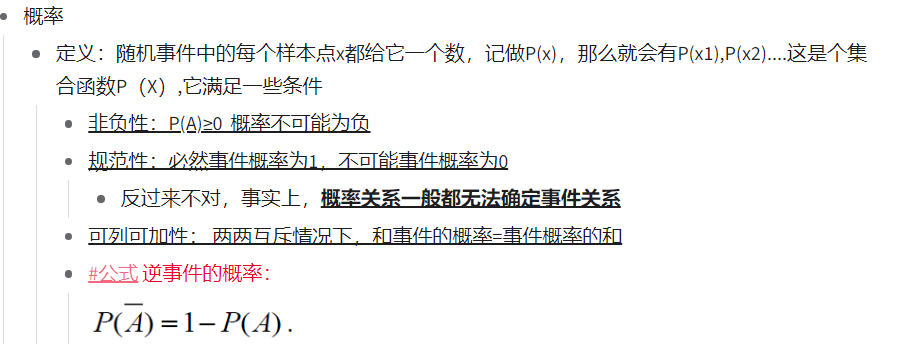 概率
定义：随机事件中的每个样本点x都给它一个数，记做P(x)，那么就会有P(x1),P(x2)....这是个集
合函数P（X）,它满足一些条件
非负性：P(A)≥0 概率不可能为负
规范性：必然事件概率为1，不可能事件概率为0
反过来不对，事实上，概率关系一般都无法确定事件关系
可列可加性： 两两互斥情况下，和事件的概率=事件概率的和
#公式 逆事件的概率：
P(A̅) = 1 − P(A) .